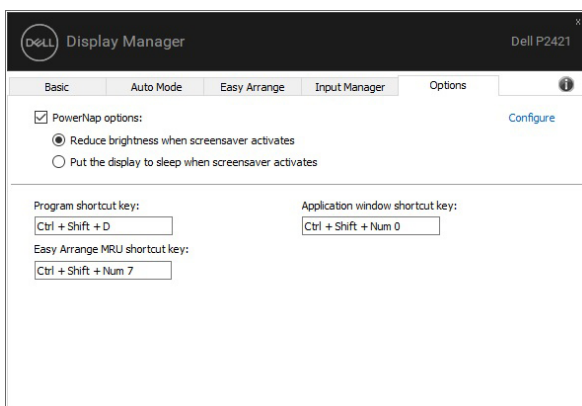 x
DELL Display Manager
Dell P2421
Basic Auto Mode Easy Arrange Input Manager Options i
PowerNap options:
Configure
Reduce brightness when screensaver activates
Put the display to sleep when screensaver activates
Program shortcut key:
Application window shortcut key:
Ctrl + Shift + D
Ctrl + Shift + Num 0
Easy Arrange MRU shortcut key:
Ctrl + Shift + Num 7